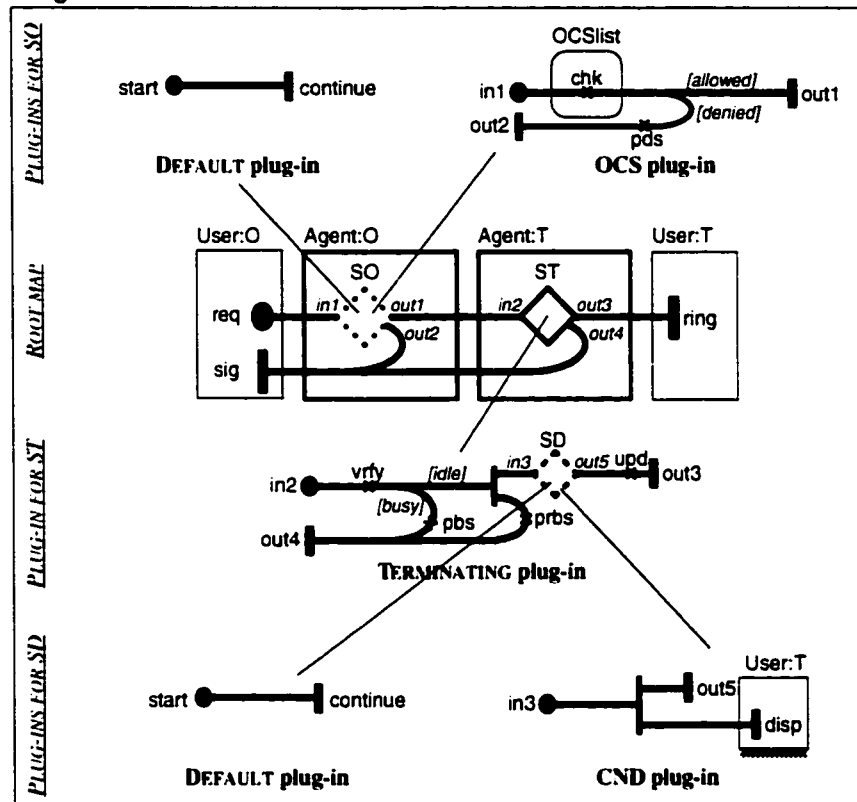 PLUG-INS FOR SO
OCSlist
start
continue
in1
chk
[allowed]
out1
[denied]
out2
pds
DEFAULT plug-in
OCS plug-in
ROOT MAP
User:O
Agent:O
Agent:T
User:T
SO
ST
req
in1
out1
in2
out3
ring
out2
out4
sig
PLUG-IN FOR ST
SD
in2
vrfy
[idle]
in3
out5
upd
out3
[busy]
pbs
prbs
out4
TERMINATING plug-in
PLUG-INS FOR SD
User:T
start
continue
in3
out5
disp
DEFAULT plug-in
CND plug-in